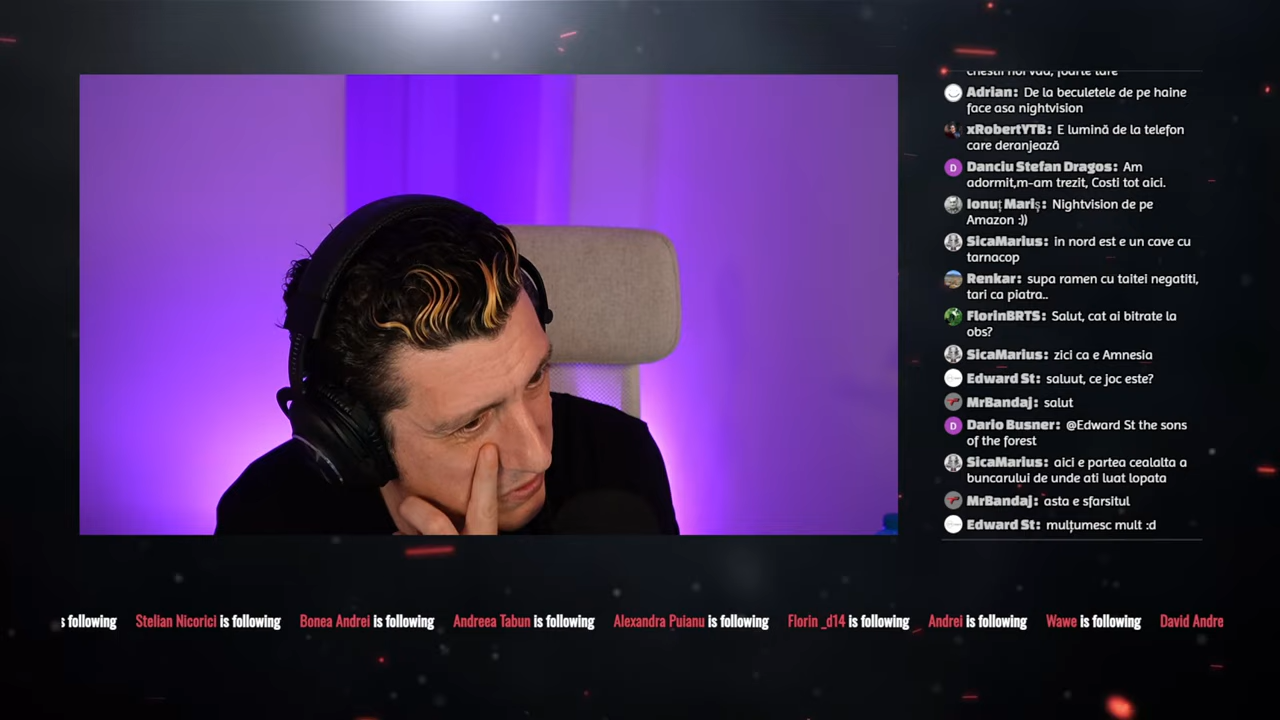 Adrian: De la beculetele de pe haine
face asa nightvision
xRobertYTB: E lumină de la telefon
care deranjează
D
Danciu Stefan Dragos: Am
adormit,m-am trezit, Costi tot aici.
Ionuț Mariș: Nightvision de pe
Amazon :))
SicaMarius: in nord est e un cave cu
tarnacop
Renkar: supa ramen cu taitei negatiti,
tari ca piatra..
FlorinBRTS: Salut, cat ai bitrate la
obs?
SicaMarius: zici ca e Amnesia
Edward St: saluut, ce joc este?
MrBandaj: salut
D
Dario Busner: @Edward St the sons
of the forest
SicaMarius: aici e partea cealalta a
buncarului de unde ati luat lopata
MrBandaj: asta e sfarsitul
Edward St: mulțumesc mult :d
following Stelian Nicorici is following Bonea Andrei is following Andreea Tabun is following Alexandra Puianu is following Florin _d14 is following Andrei is following Wawe is following David Andre